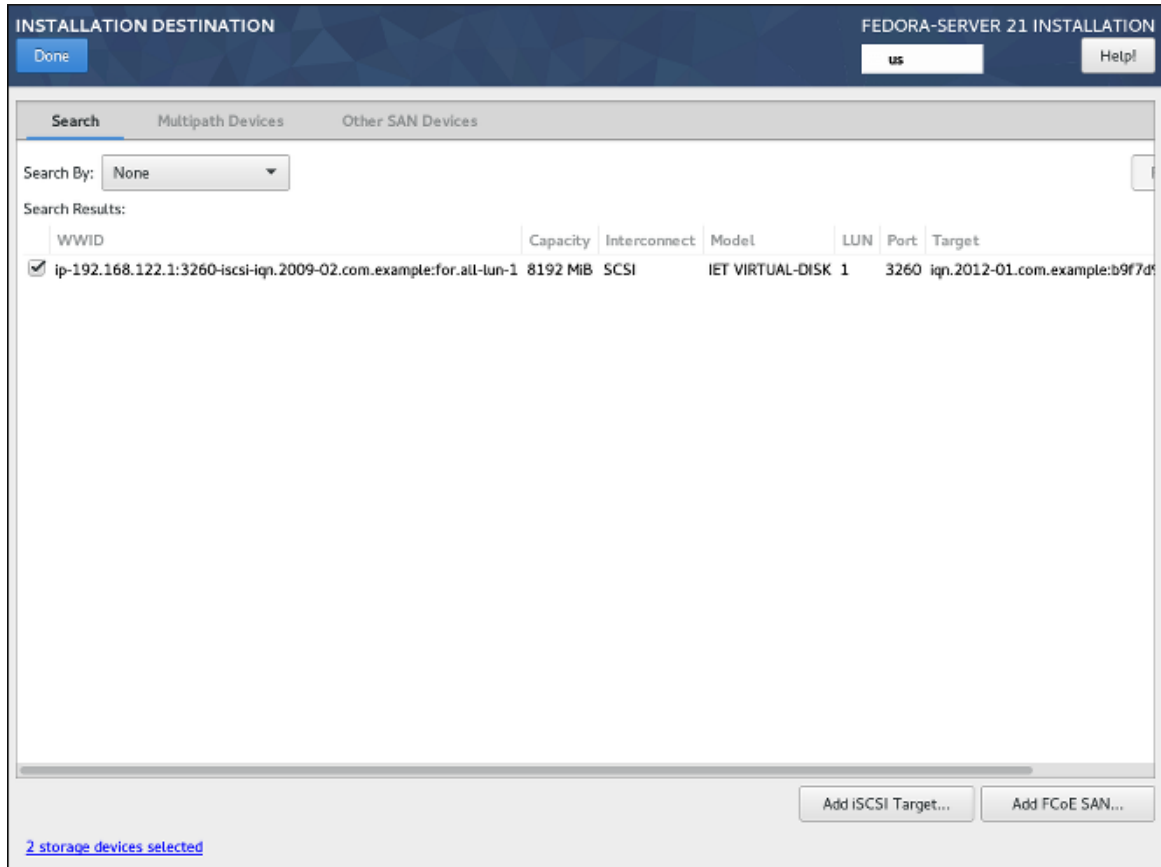 INSTALLATION DESTINATION
FEDORA-SERVER 21 INSTALLATION
Done
us
Help!
Search Multipath Devices Other SAN Devices
Search By: None
Search Results:
WWID Capacity Interconnect Model LUN Port Target
ip-192.168.122.1:3260-iscsi-iqn.2009-02.com.example:for.all-lun-1 8192 MiB SCSI IET VIRTUAL-DISK 1 3260 iqn.2012-01.com.example:b9f7d
Add iSCSI Target... Add FCoE SAN...
2 storage devices selected